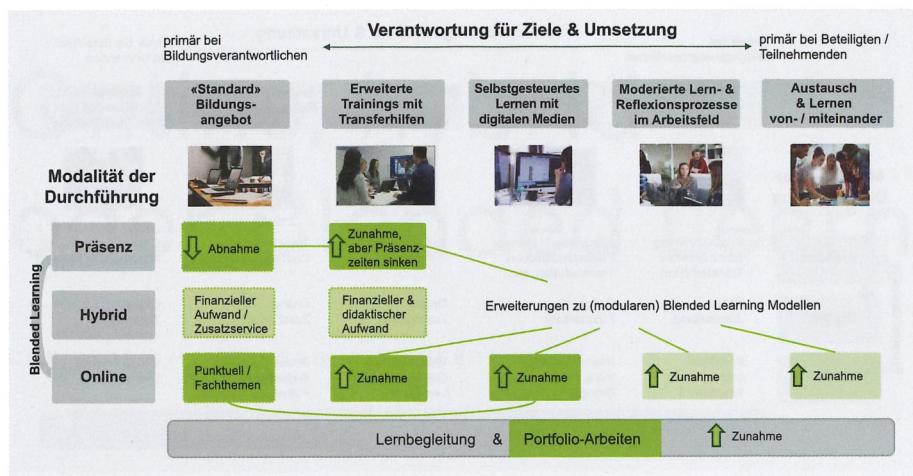 Verantwortung für Ziele & Umsetzung
primär bei
Bildungsverantwortlichen
primär bei Beteiligten /
Teilnehmenden
«Standard»
Bildungs-
angebot
Erweiterte
Trainings mit
Transferhilfen
Selbstgesteuertes
Lernen mit
digitalen Medien
Moderierte Lern- &
Reflexionsprozesse
im Arbeitsfeld
Austausch
& Lernen
von- / miteinander
Modalität der
Durchführung
Blended Learning
Präsenz
Abnahme
Zunahme,
aber Präsenz-
zeiten sinken
Hybrid
Finanzieller
Aufwand /
Zusatzservice
Finanzieller &
didaktischer
Aufwand
Erweiterungen zu (modularen) Blended Learning Modellen
Online
Punktuell /
Fachthemen
Zunahme
Zunahme
Zunahme
Zunahme
Lernbegleitung & Portfolio-Arbeiten
Zunahme